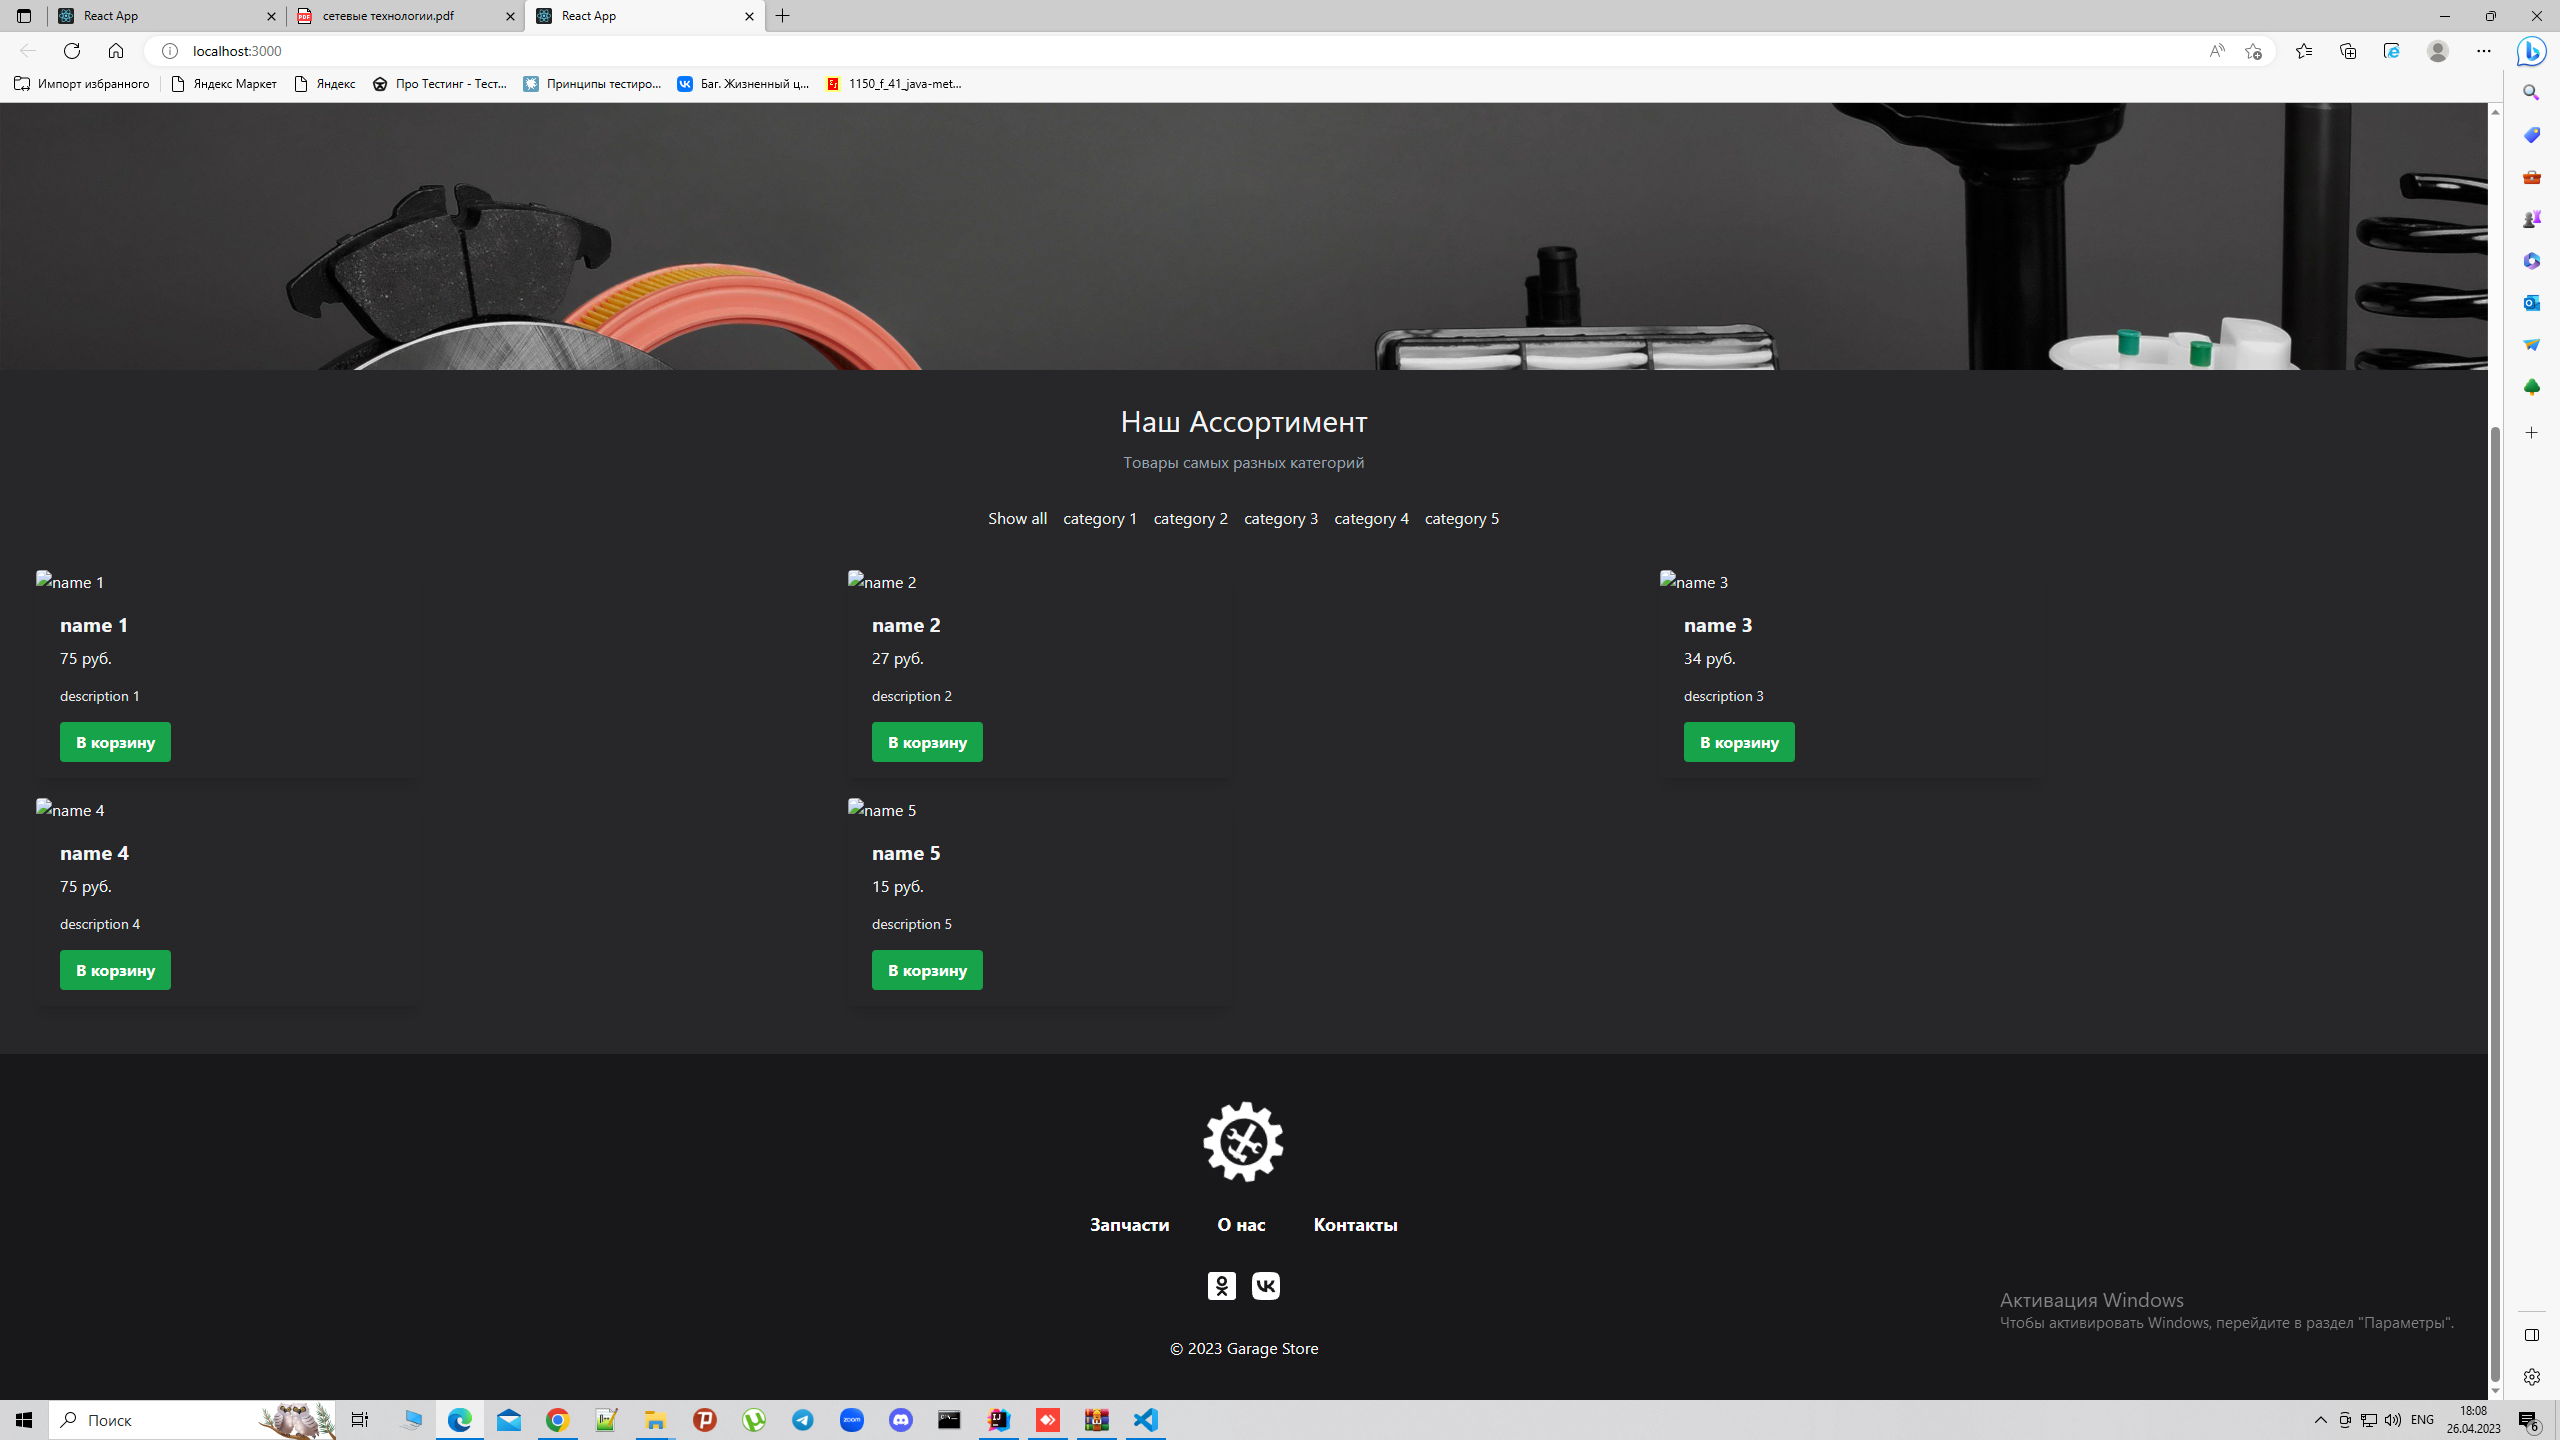 React App
сетевые технологии.pdf
React App
localhost:3000
Импорт избранного
Яндекс Маркет
Яндекс
Про Тестинг - Тест...
Принципы тестиро...
Баг. Жизненный ц...
1150_f_41_java-met...
Наш Ассортимент
Товары самых разных категорий
Show all category 1 category 2 category 3 category 4 category 5
name 1
name 1
75 руб.
description 1
В корзину
name 2
name 2
27 руб.
description 2
В корзину
name 3
name 3
34 руб.
description 3
В корзину
name 4
name 4
75 руб.
description 4
В корзину
name 5
name 5
15 руб.
description 5
В корзину
Запчасти О нас Контакты
© 2023 Garage Store
Активация Windows
Чтобы активировать Windows, перейдите в раздел "Параметры".
Поиск
zoom
ENG
18:08
26.04.2023
6